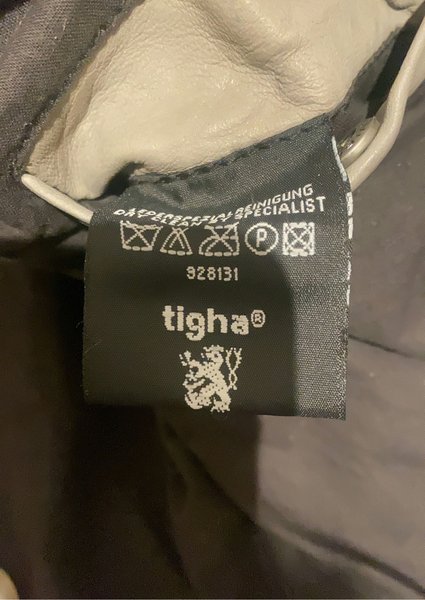 REINIGUNG
SPECIALIST
P
928131
tigha®